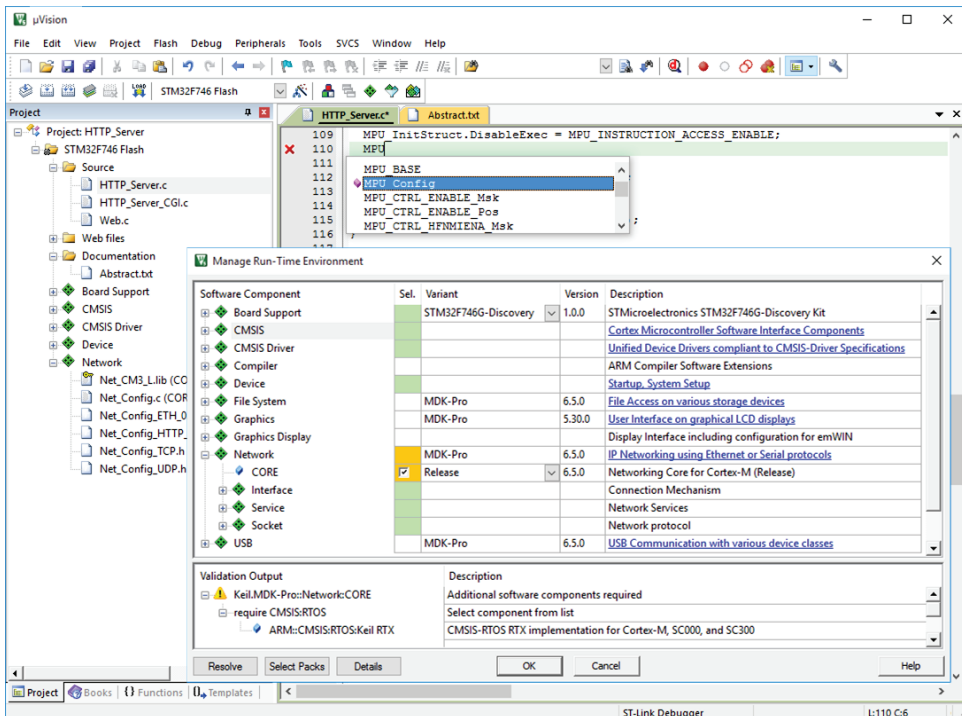 µVision
File Edit View Project Flash Debug Peripherals Tools SVCS Window Help
LOAD STM32F746 Flash
Project
Project: HTTP_Server
STM32F746 Flash
Source
HTTP_Server.c
HTTP_Server_CGI.c
Web.c
Web files
Documentation
Abstract.txt
Board Support
CMSIS
CMSIS Driver
Device
Network
Net_CM3_L.lib (CO
Net_Config.c (COR
Net_Config_ETH_0
Net_Config_HTTP_
Net_Config_TCP.h
Net_Config_UDP.h
HTTP_Server.c* Abstract.txt
109 MPU_InitStruct.DisableExec = MPU_INSTRUCTION_ACCESS_ENABLE;
110 MPU
111
112 ;
113
114
115 ;
116
MPU_BASE
MPU_Config
MPU_CTRL_ENABLE_Msk
MPU_CTRL_ENABLE_Pos
MPU_CTRL_HFNMIENA_Msk
Manage Run-Time Environment
Software Component Sel. Variant Version Description
Board Support STM32F746G-Discovery 1.0.0 STMicroelectronics STM32F746G-Discovery Kit
CMSIS Cortex Microcontroller Software Interface Components
CMSIS Driver Unified Device Drivers compliant to CMSIS-Driver Specifications
Compiler ARM Compiler Software Extensions
Device Startup, System Setup
File System MDK-Pro 6.5.0 File Access on various storage devices
Graphics MDK-Pro 5.30.0 User Interface on graphical LCD displays
Graphics Display Display Interface including configuration for emWIN
Network MDK-Pro 6.5.0 IP Networking using Ethernet or Serial protocols
CORE Release 6.5.0 Networking Core for Cortex-M (Release)
Interface Connection Mechanism
Service Network Services
Socket Network protocol
USB MDK-Pro 6.5.0 USB Communication with various device classes
Validation Output Description
Keil.MDK-Pro::Network:CORE Additional software components required
require CMSIS:RTOS Select component from list
ARM::CMSIS:RTOS:Keil RTX CMSIS-RTOS RTX implementation for Cortex-M, SC000, and SC300
Resolve Select Packs Details OK Cancel Help
Project Books {} Functions Templates
ST-Link Debugger L:110 C:6